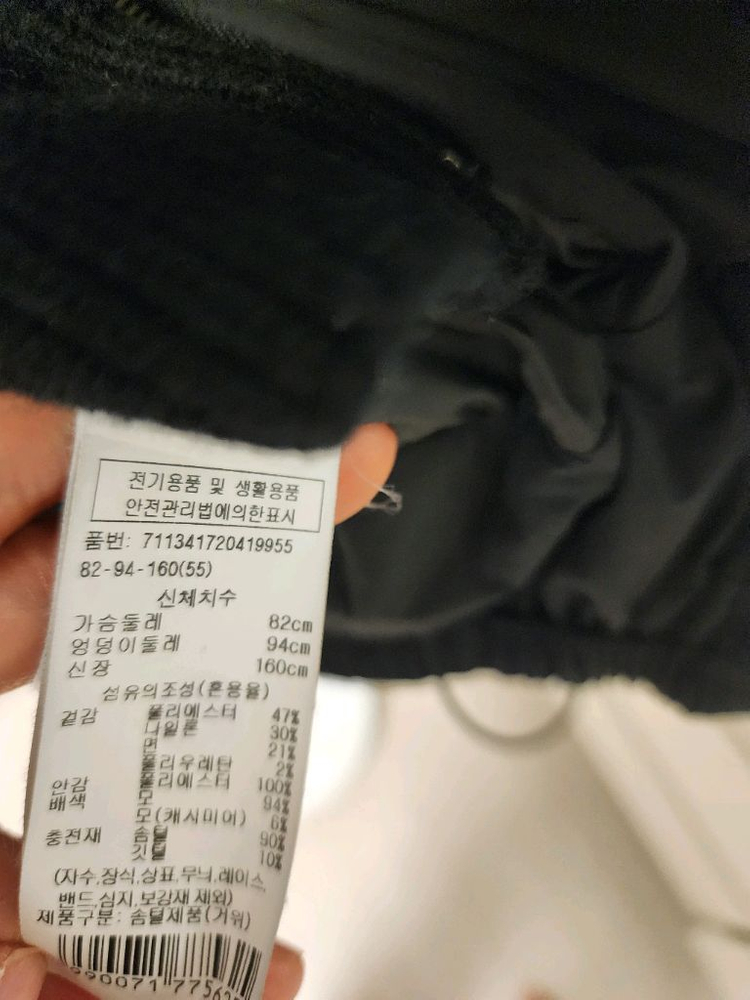 전기용품 및 생활용품
안전관리법에의한표시
품번: 711341720419955
82-94-160(55)
신체치수
가슴둘레 82cm
엉덩이둘레 94cm
신장 160cm
섬유의조성(혼용율)
겉감 폴리에스터 47%
나일론 30%
면 21%
폴리우레탄 2%
안감 폴리에스터 100%
배색 모 94%
모(캐시미어) 6%
충전재 솜털 90%
깃털 10%
(자수,장식,상표,무늬,레이스,
밴드,심지,보강재 제외)
제품구분: 솜털제품(거위)